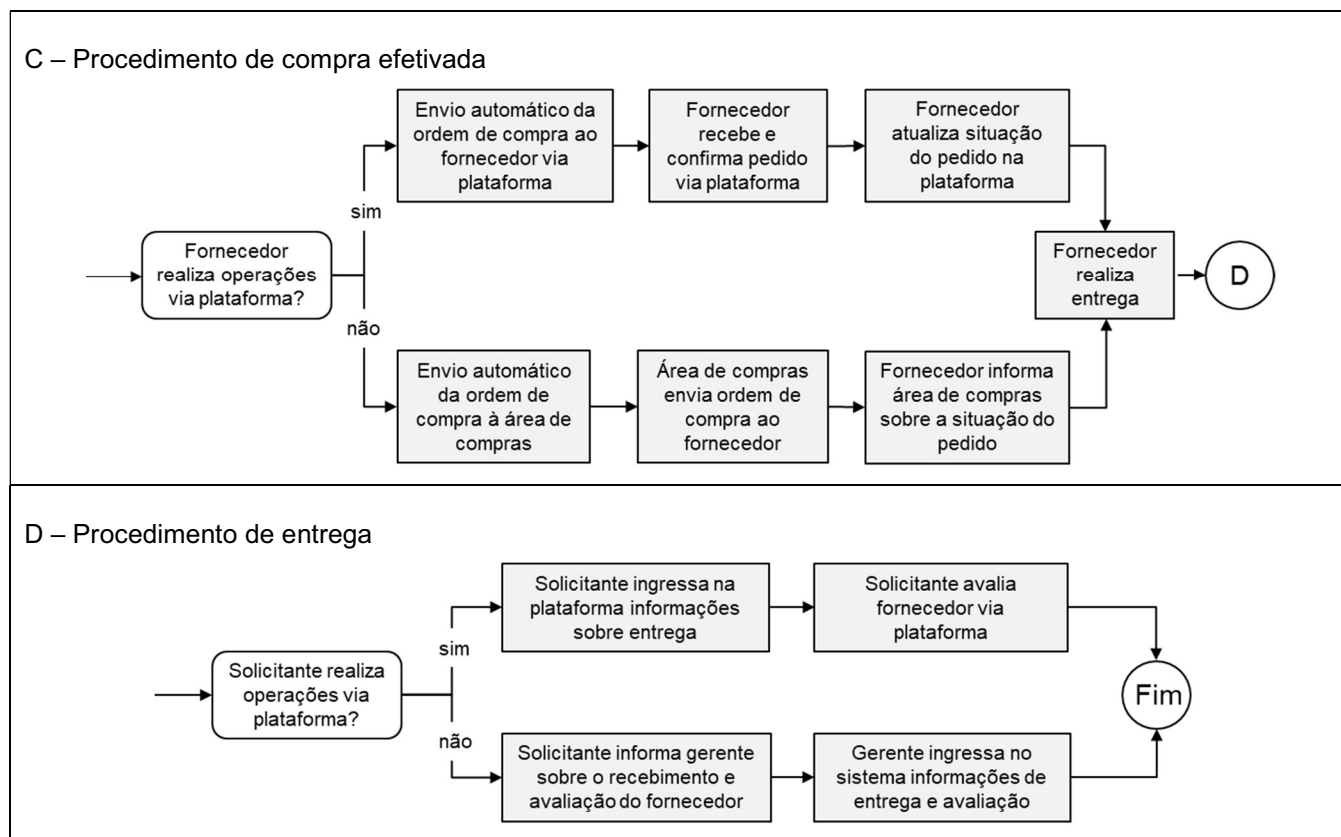 C – Procedimento de compra efetivada
Envio automático da
ordem de compra ao
fornecedor via
plataforma
Fornecedor
recebe e
confirma pedido
via plataforma
Fornecedor
atualiza situação
do pedido na
plataforma
sim
Fornecedor
realiza operações
via plataforma?
Fornecedor
realiza
entrega
D
não
Envio automático
da ordem de
compra à área de
compras
Área de compras
envia ordem de
compra ao
fornecedor
Fornecedor informa
área de compras
sobre a situação do
pedido
D – Procedimento de entrega
Solicitante ingressa na
plataforma informações
sobre entrega
Solicitante avalia
fornecedor via
plataforma
sim
Solicitante realiza
operações via
plataforma?
Fim
não
Solicitante informa gerente
sobre o recebimento e
avaliação do fornecedor
Gerente ingressa no
sistema informações de
entrega e avaliação